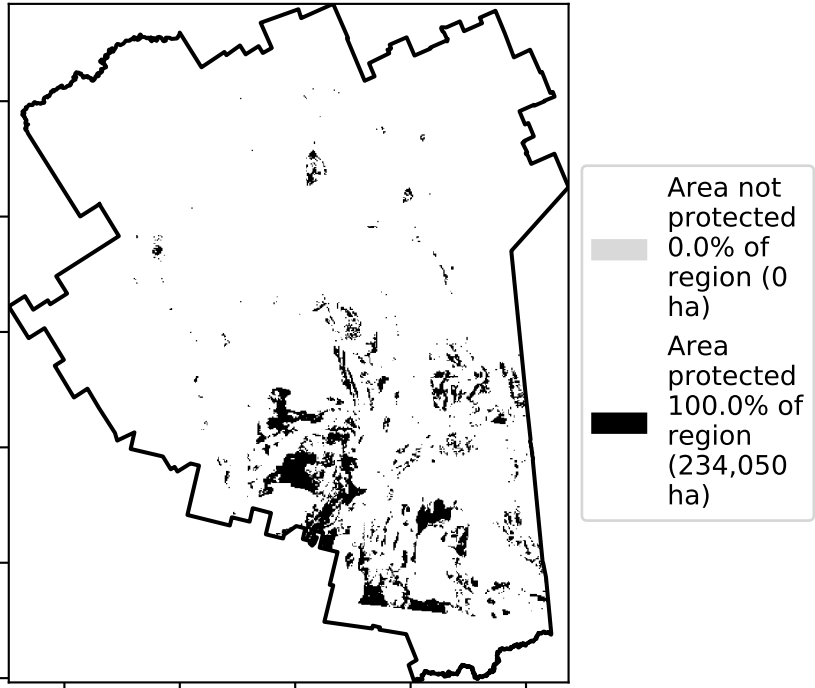 Area not
protected
0.0% of
region (0
ha)
Area
protected
100.0% of
region
(234,050
ha)